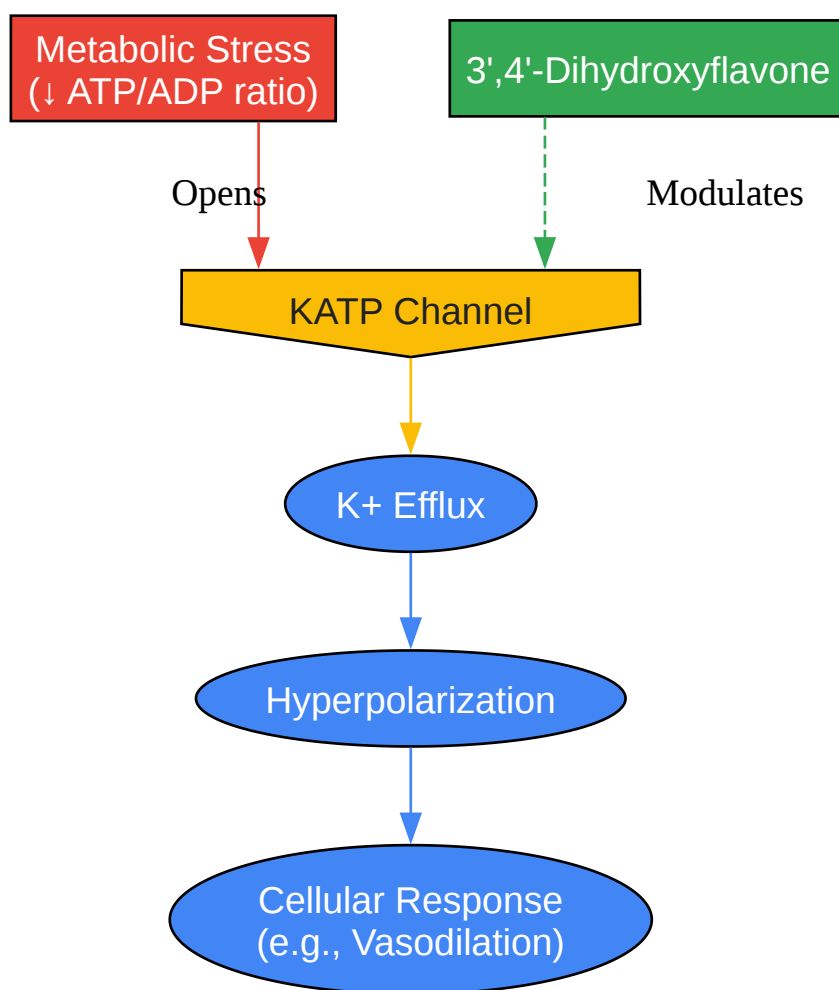 Metabolic Stress
(↓ ATP/ADP ratio)
3',4'-Dihydroxyflavone
Opens
Modulates
KATP Channel
K+ Efflux
Hyperpolarization
Cellular Response
(e.g., Vasodilation)